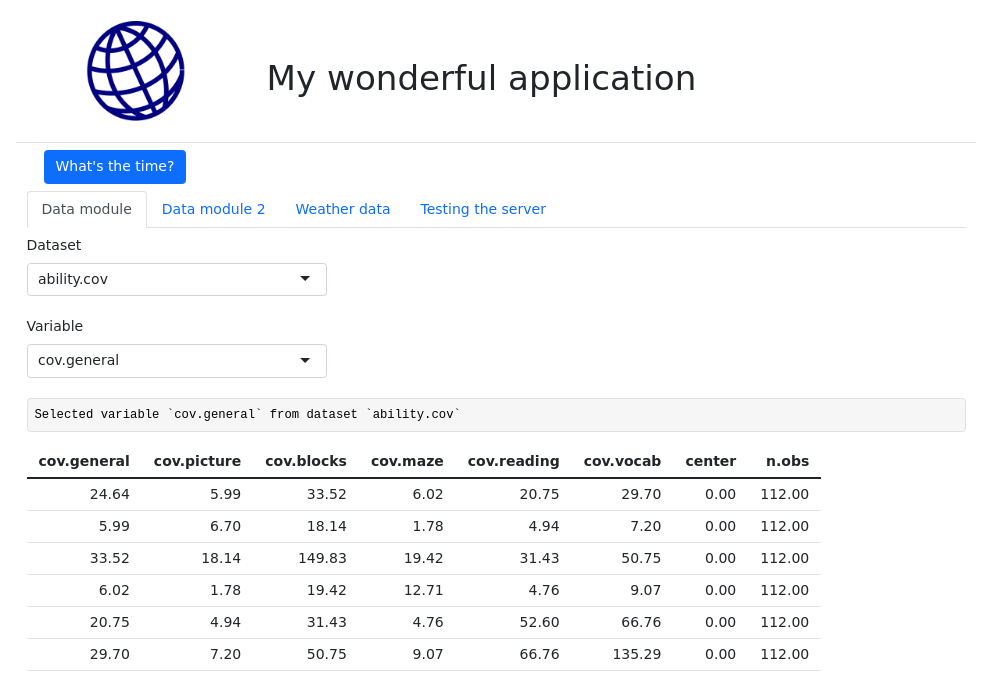 My wonderful application
What's the time?
Data module Data module 2 Weather data Testing the server
Dataset
ability.cov
Variable
cov.general
Selected variable `cov.general` from dataset `ability.cov`
cov.general cov.picture cov.blocks cov.maze cov.reading cov.vocab center n.obs
24.64 5.99 33.52 6.02 20.75 29.70 0.00 112.00
5.99 6.70 18.14 1.78 4.94 7.20 0.00 112.00
33.52 18.14 149.83 19.42 31.43 50.75 0.00 112.00
6.02 1.78 19.42 12.71 4.76 9.07 0.00 112.00
20.75 4.94 31.43 4.76 52.60 66.76 0.00 112.00
29.70 7.20 50.75 9.07 66.76 135.29 0.00 112.00